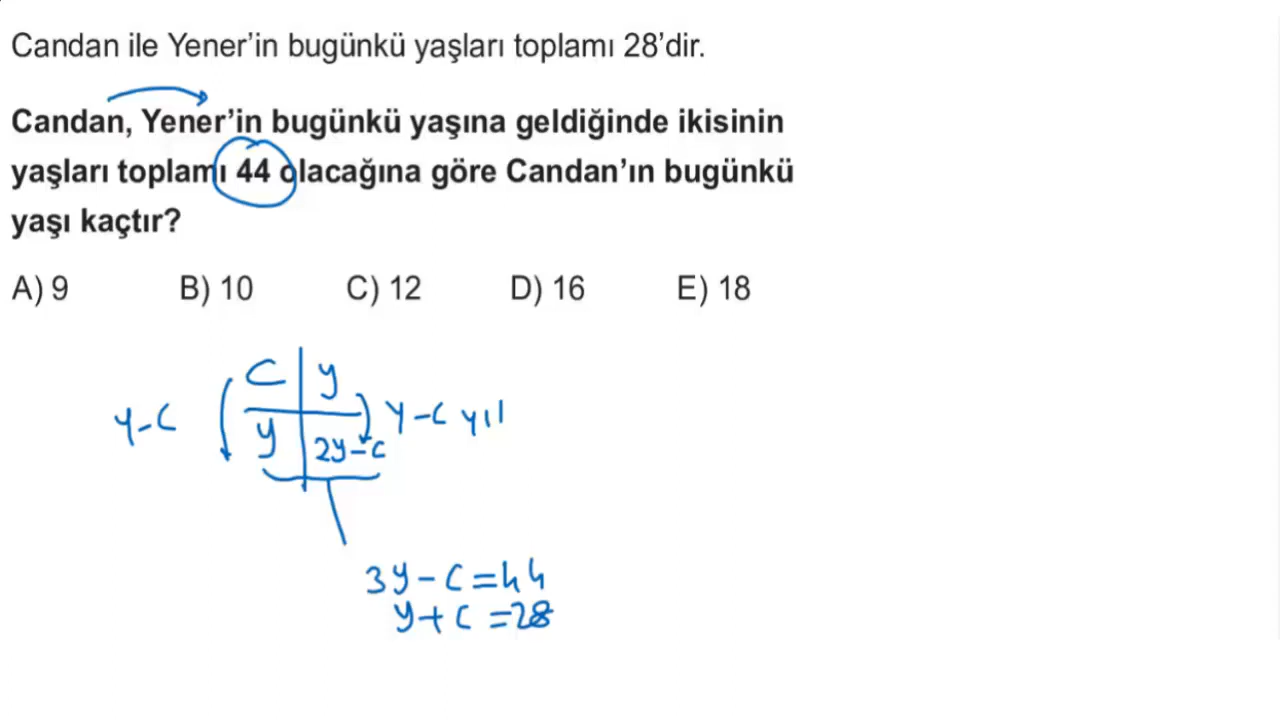 Candan ile Yener'in bugünkü yaşları toplamı 28'dir.
Candan, Yener'in bugünkü yaşına geldiğinde ikisinin
yaşları toplamı 44 olacağına göre Candan'ın bugünkü
yaşı kaçtır?
A) 9 B) 10 C) 12 D) 16 E) 18
C y
y-c y-c yıl
y 2y-c
3y-c=44
y+c=28